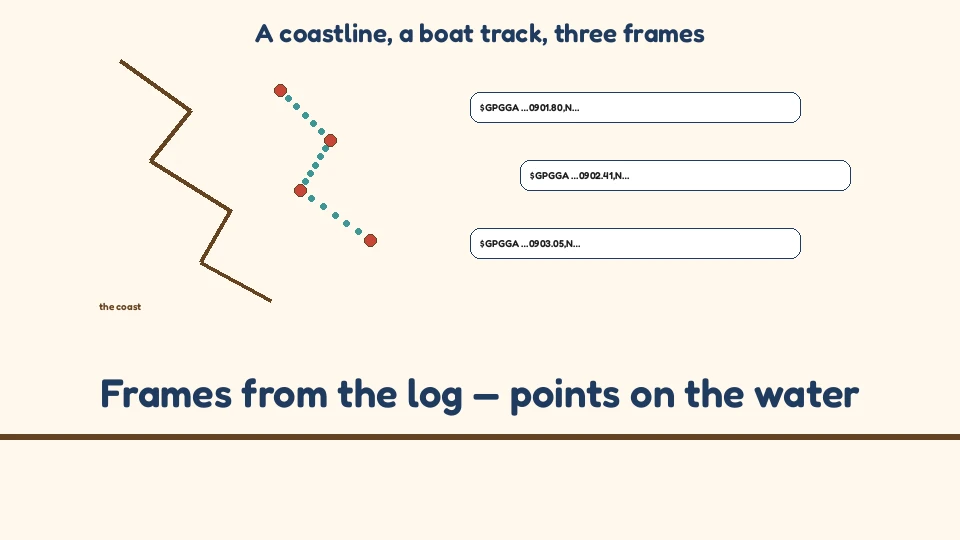 A coastline, a boat track, three frames
$GPGGA ...0901.80,N...
$GPGGA ...0902.41,N...
$GPGGA ...0903.05,N...
the coast
Frames from the log — points on the water